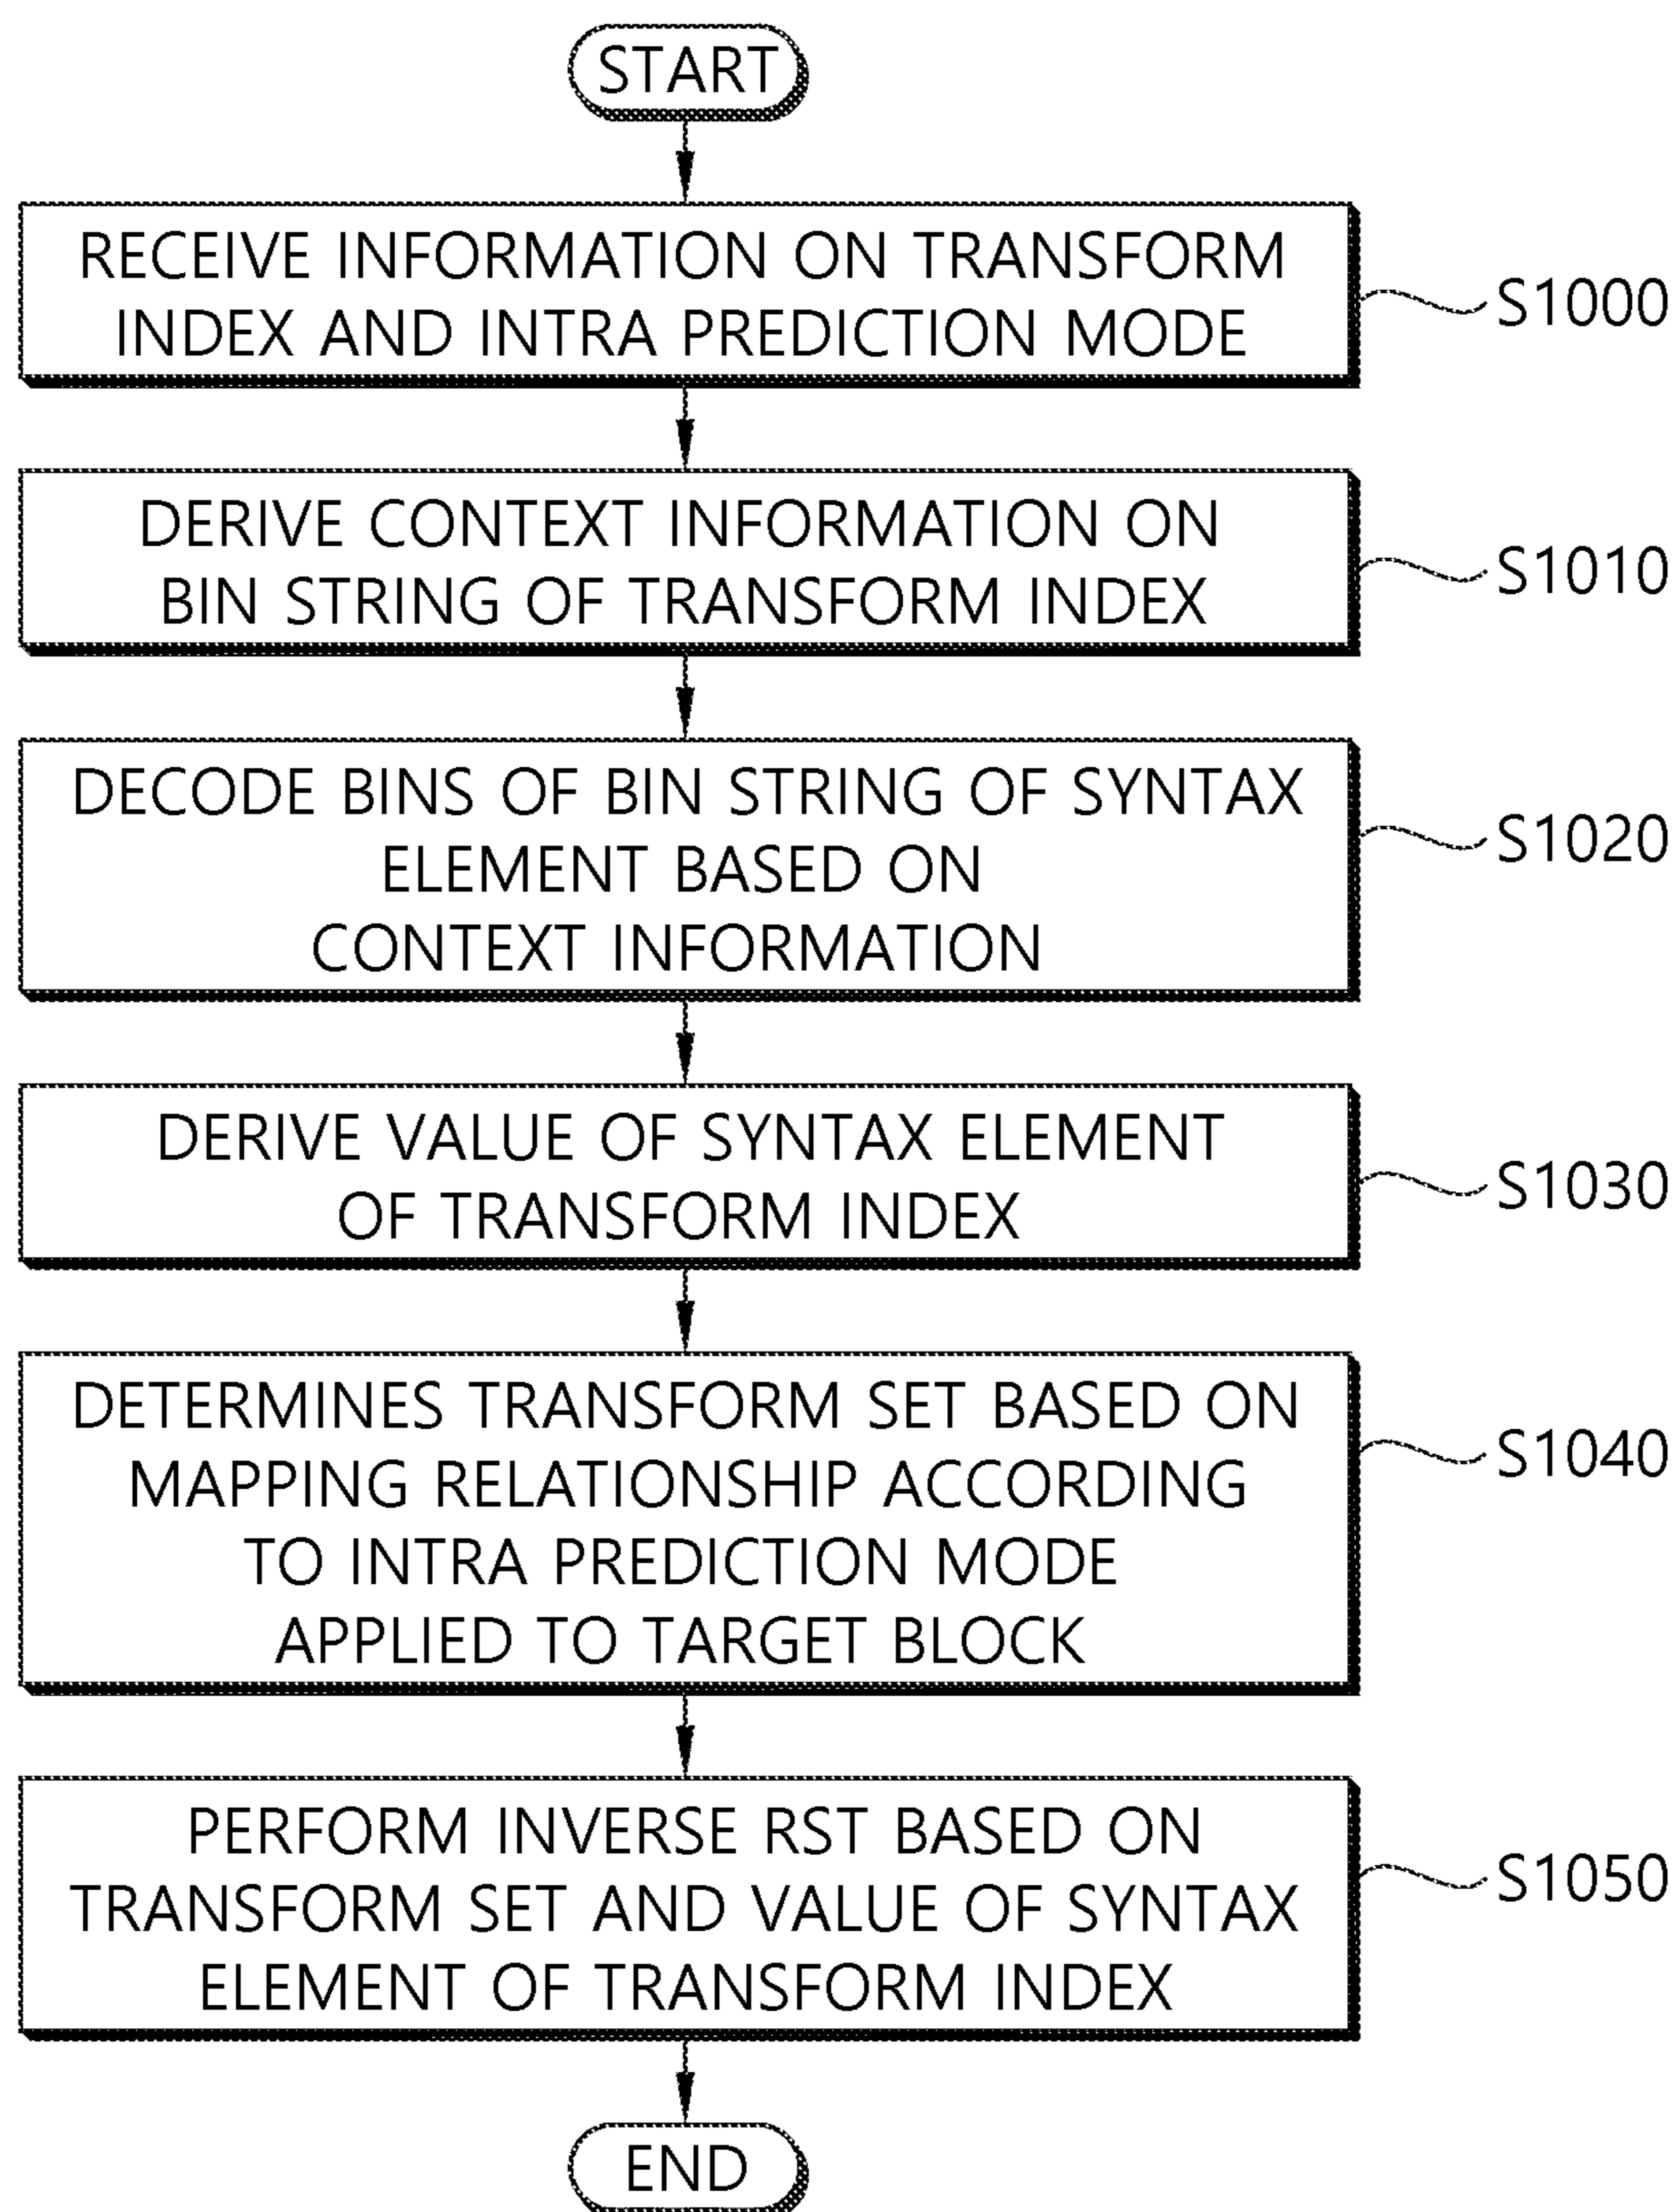 START
RECEIVE INFORMATION ON TRANSFORM
INDEX AND INTRA PREDICTION MODE
S1000
DERIVE CONTEXT INFORMATION ON
BIN STRING OF TRANSFORM INDEX
S1010
DECODE BINS OF BIN STRING OF SYNTAX
ELEMENT BASED ON
CONTEXT INFORMATION
S1020
DERIVE VALUE OF SYNTAX ELEMENT
OF TRANSFORM INDEX
S1030
DETERMINES TRANSFORM SET BASED ON
MAPPING RELATIONSHIP ACCORDING
TO INTRA PREDICTION MODE
APPLIED TO TARGET BLOCK
S1040
PERFORM INVERSE RST BASED ON
TRANSFORM SET AND VALUE OF SYNTAX
ELEMENT OF TRANSFORM INDEX
S1050
END